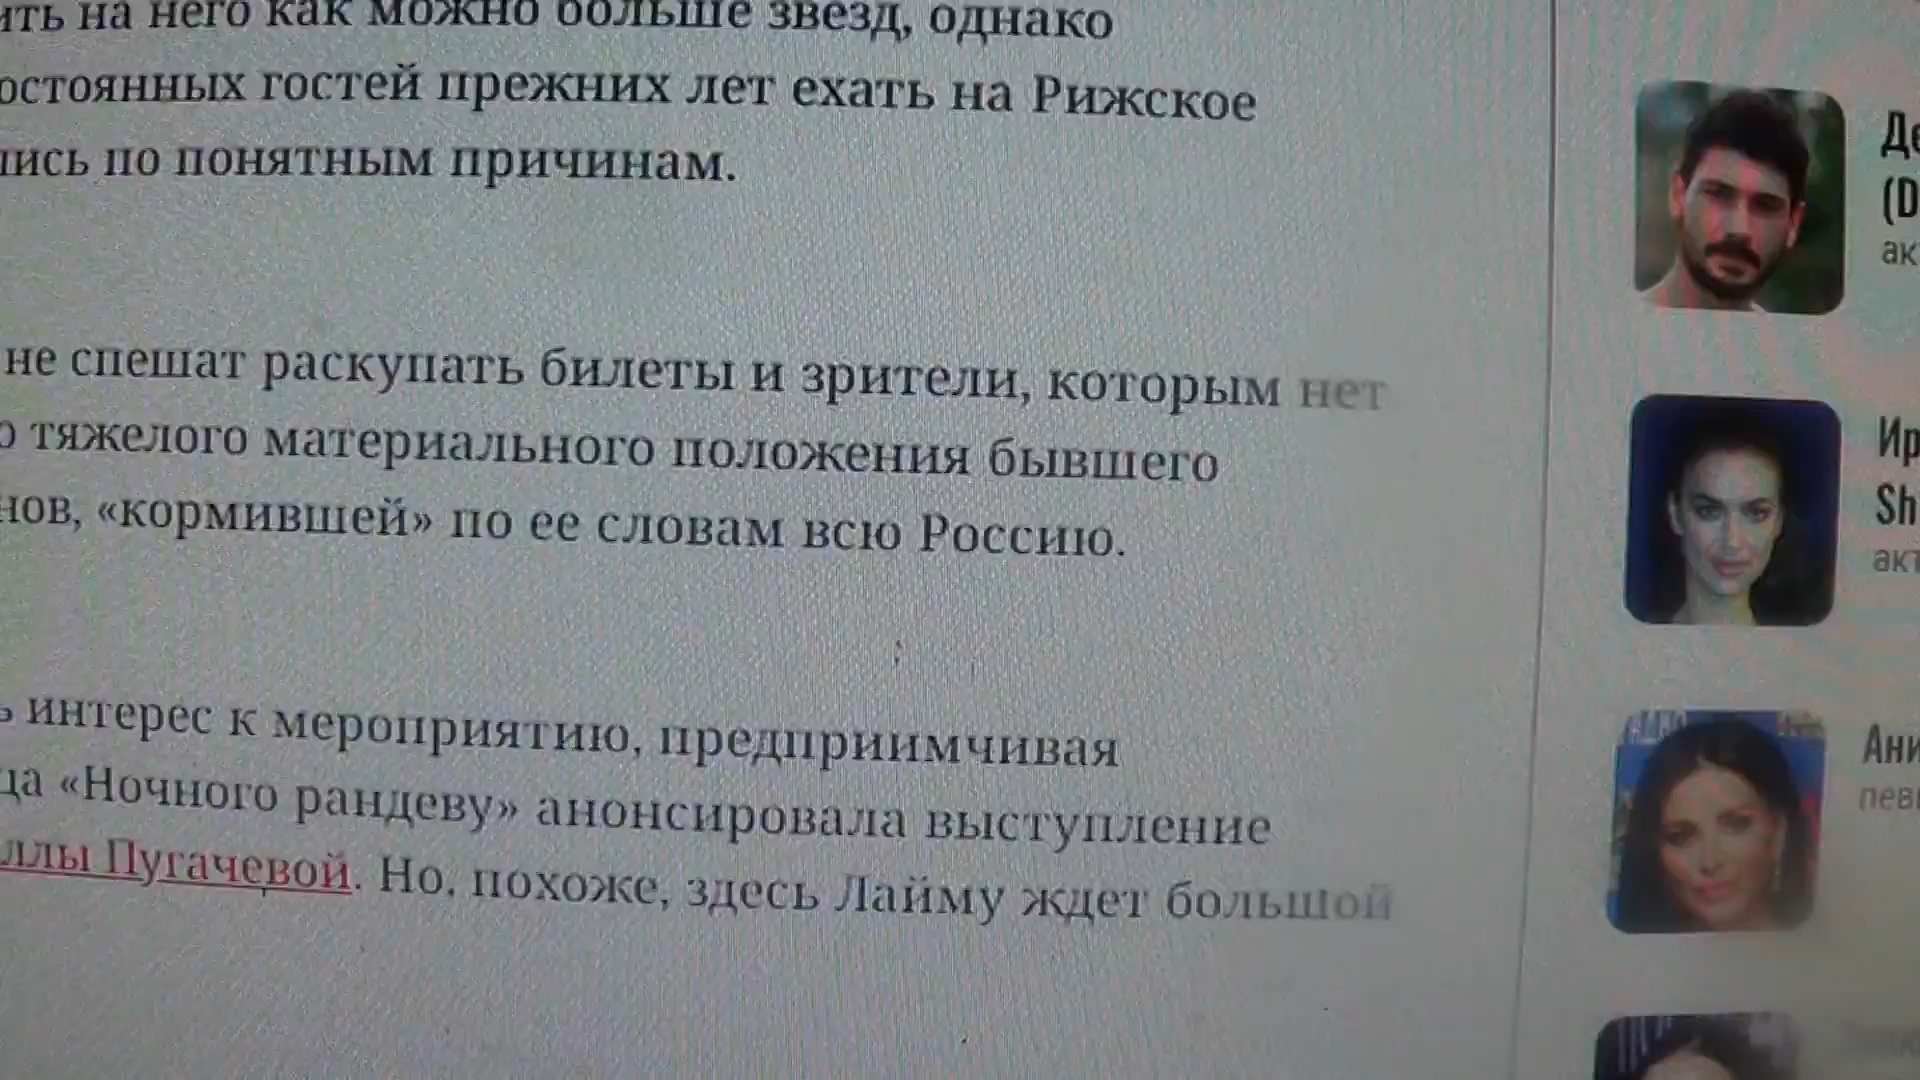 ить на него как можно больше звезд, однако
остоянных гостей прежних лет ехать на Рижское
лись по понятным причинам.
не спешат раскупать билеты и зрители, которым нет
о тяжелого материального положения бывшего
нов, «кормившей» по ее словам всю Россию.
ь интерес к мероприятию, предприимчивая
ца «Ночного рандеву» анонсировала выступление
ллы Пугачевой. Но, похоже, здесь Лайму ждет большой
Де
(D
ак
Ир
Sh
акт
Ани
певи